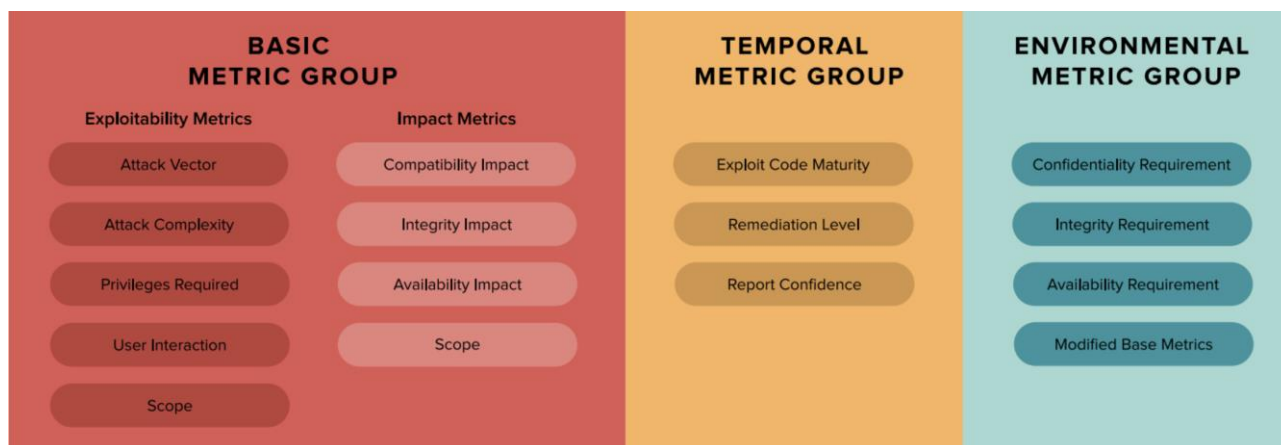 BASIC
METRIC GROUP
Exploitability Metrics
Attack Vector
Attack Complexity
Privileges Required
User Interaction
Scope
Impact Metrics
Compatibility Impact
Integrity Impact
Availability Impact
Scope
TEMPORAL
METRIC GROUP
Exploit Code Maturity
Remediation Level
Report Confidence
ENVIRONMENTAL
METRIC GROUP
Confidentiality Requirement
Integrity Requirement
Availability Requirement
Modified Base Metrics